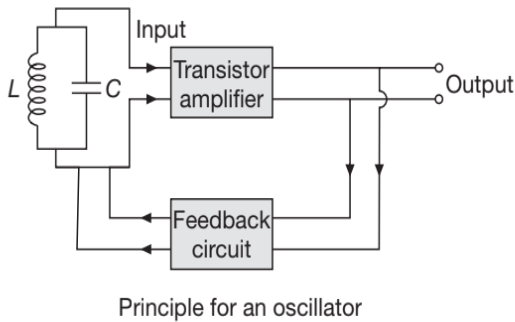 Input
L
C
Transistor
amplifier
Output
Feedback
circuit
Principle for an oscillator